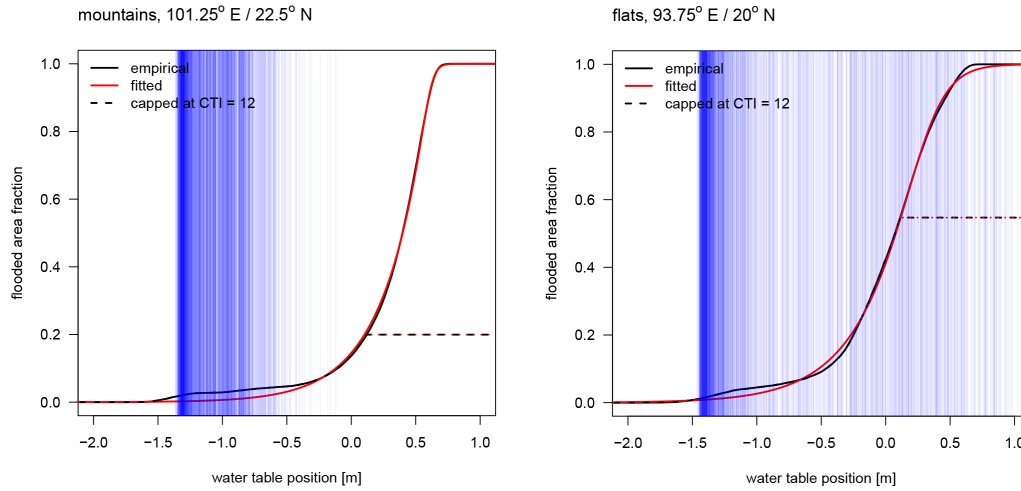 mountains, 101.25° E / 22.5° N
empirical
fitted
capped at CTI = 12
1.0
0.8
0.6
0.4
0.2
0.0
flooded area fraction
−2.0 −1.5 −1.0 −0.5 0.0 0.5 1.0
water table position [m]
flats, 93.75° E / 20° N
empirical
fitted
capped at CTI = 12
1.0
0.8
0.6
0.4
0.2
0.0
flooded area fraction
−2.0 −1.5 −1.0 −0.5 0.0 0.5 1.0
water table position [m]